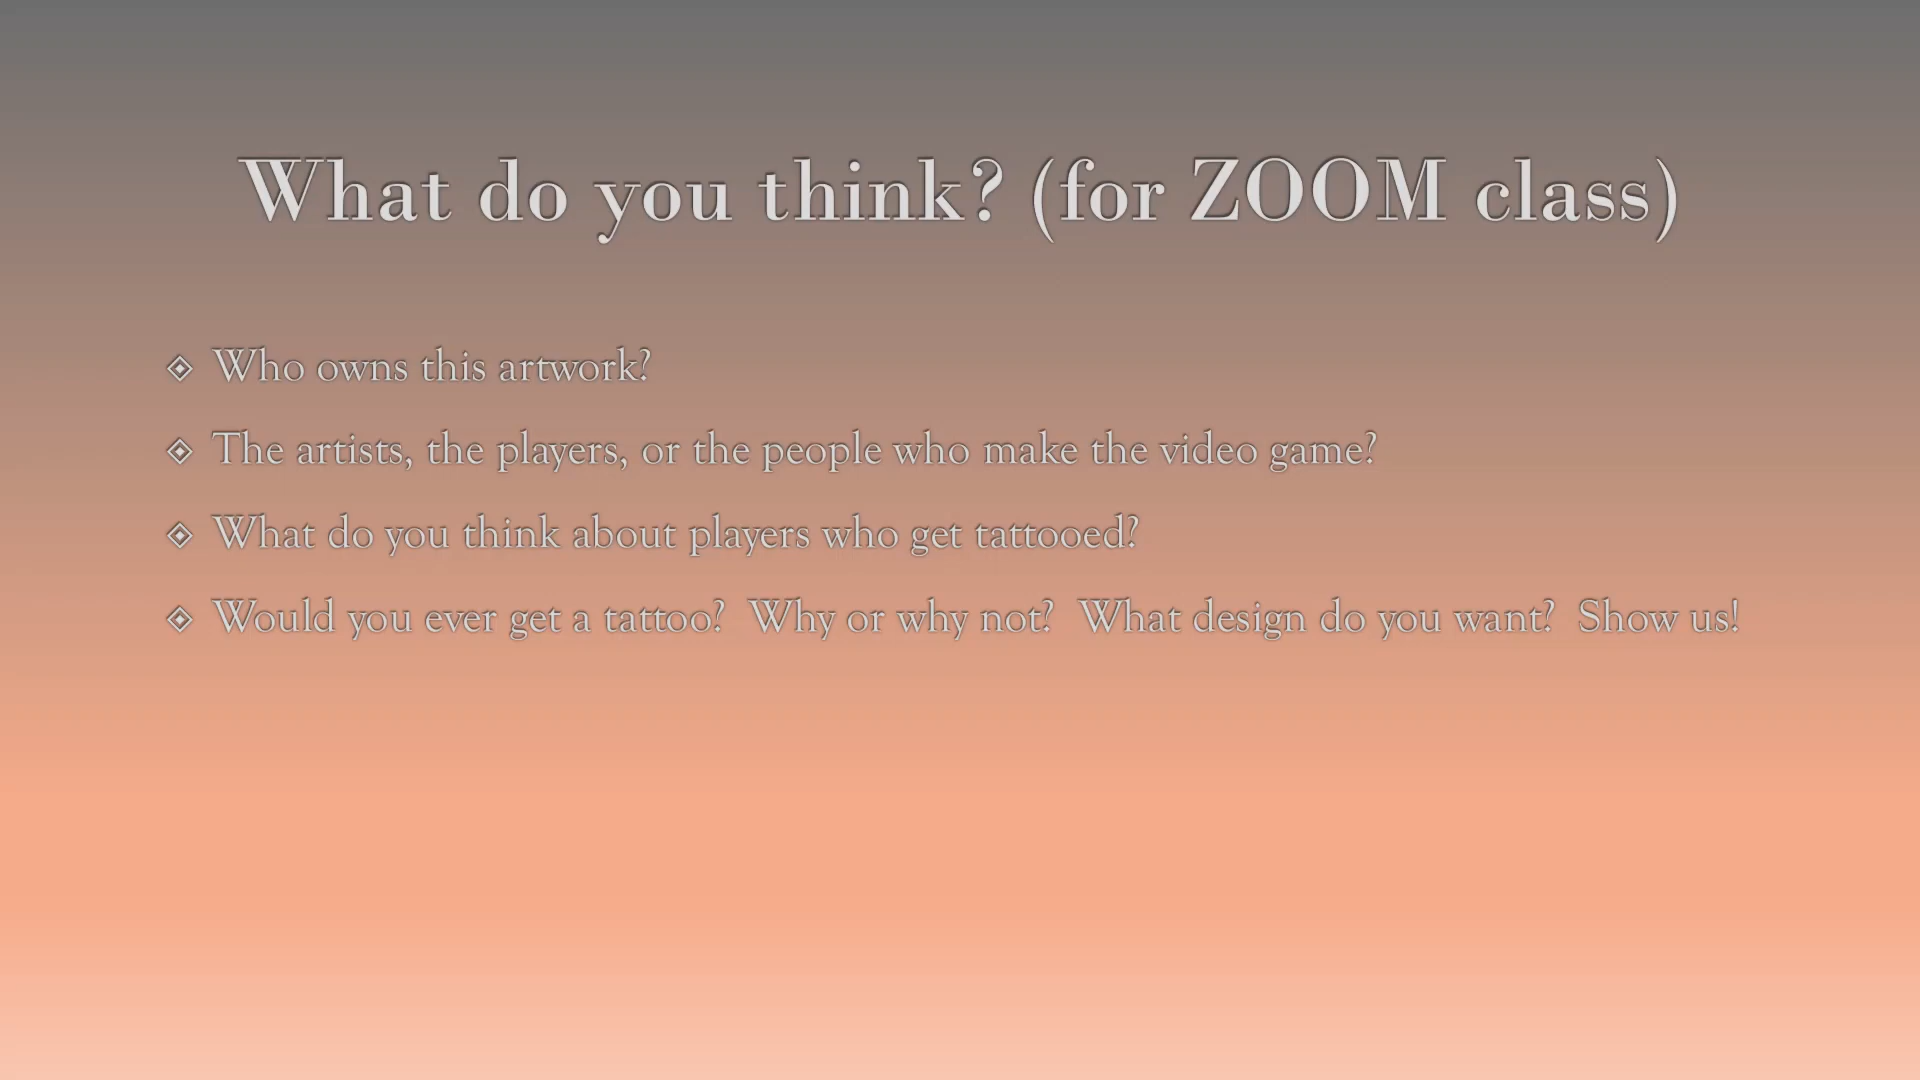 What do you think? (for ZOOM class)
Who owns this artwork?
The artists, the players, or the people who make the video game?
What do you think about players who get tattooed?
Would you ever get a tattoo?  Why or why not?  What design do you want?  Show us!